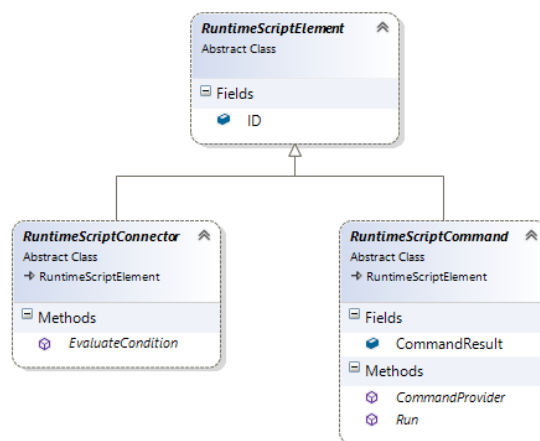 RuntimeScriptElement
Abstract Class
Fields
ID
RuntimeScriptConnector
Abstract Class
RuntimeScriptElement
Methods
EvaluateCondition
RuntimeScriptCommand
Abstract Class
RuntimeScriptElement
Fields
CommandResult
Methods
CommandProvider
Run